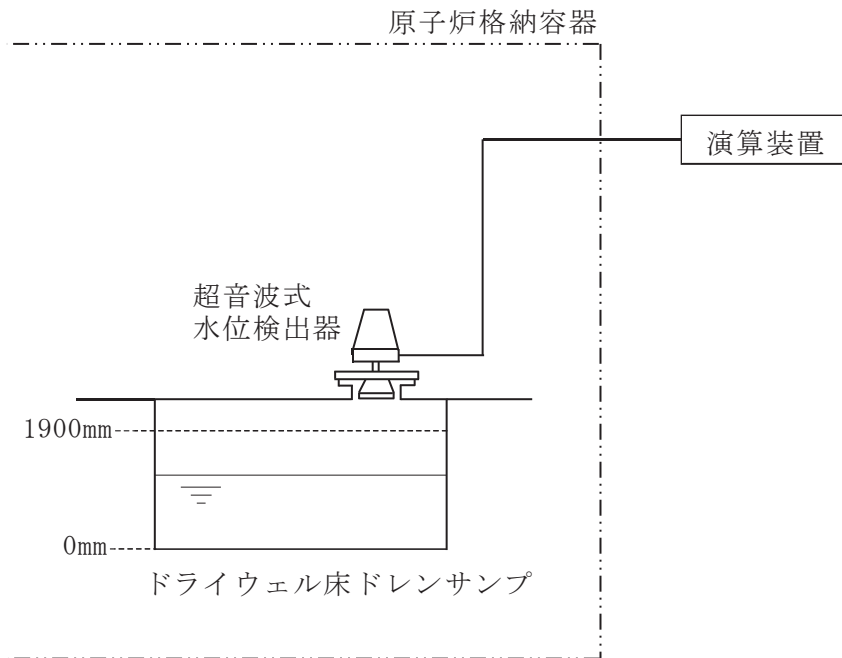 原子炉格納容器
演算装置
超音波式
水位検出器
1900mm
0mm
ドライウェル床ドレンサンプ